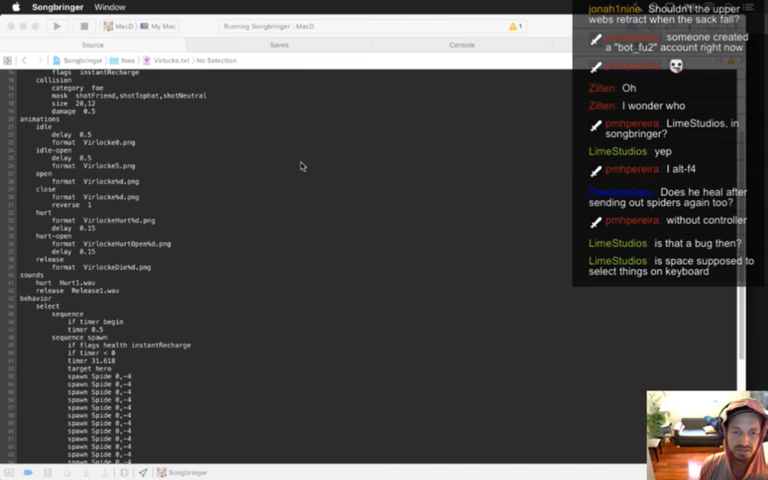 Songbringer Window
MacD My Mac Running Songbringer: MacD 1
Source Saves Console
Songbringer foes Virlocke.txt No Selection
flags instantRecharge
collision
category foe
mask shotFriend,shotTophat,shotNeutral
size 20,12
damage 0.5
animations
idle
delay 0.5
format Virlocke0.png
idle-open
delay 0.5
format Virlocke5.png
open
format Virlocke%d.png
close
format Virlocke%d.png
reverse 1
hurt
format VirlockeHurt%d.png
delay 0.15
hurt-open
format VirlockeHurtOpen%d.png
delay 0.15
release
format VirlockeDie%d.png
sounds
hurt Hurt1.wav
release Release1.wav
behavior
select
sequence
if timer begin
timer 0.5
sequence spawn
if flags health instantRecharge
if timer < 0
timer 31.618
target hero
spawn Spide 0,-4
spawn Spide 0,-4
spawn Spide 0,-4
spawn Spide 0,-4
spawn Spide 0,-4
spawn Spide 0,-4
spawn Spide 0,-4
spawn Spide 0,-4
spawn Spide 0,-4
spawn Spide 0,-4
spawn Spide 0,-4
Songbringer
jonah1nine: Shouldn't the upper
webs retract when the sack fall?
pmhpereira: someone created
a "bot_fu2" account right now
pmhpereira:
Zilten: Oh
Zilten: I wonder who
pmhpereira: LimeStudios, in
songbringer?
LimeStudios: yep
pmhpereira: I alt-f4
Does he heal after
sending out spiders again too?
pmhpereira: without controller
LimeStudios: is that a bug then?
LimeStudios: is space supposed to
select things on keyboard